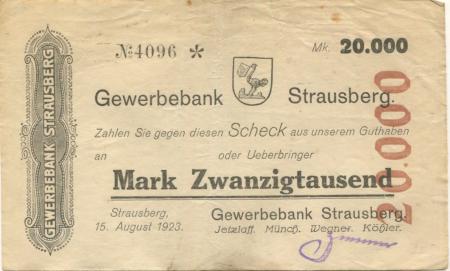 GEWERBEBANK STRAUSBERG
№4096 *
Mk. 20.000
Gewerbebank Strausberg.
Zahlen Sie gegen diesen Scheck aus unserem Guthaben
an oder Ueberbringer
Mark Zwanzigtausend
20.000
Strausberg,
15. August 1923.
Gewerbebank Strausberg.
Jetzlaff. Münch. Wegner. Köhler.